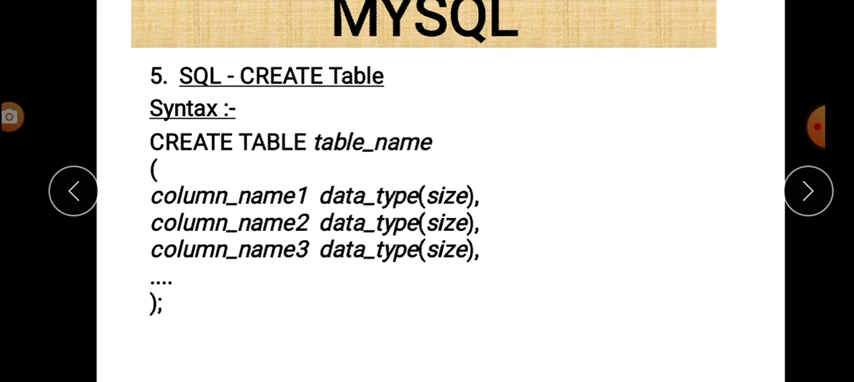 MYSQL
5. SQL - CREATE Table
Syntax :-
CREATE TABLE table_name
(
column_name1 data_type(size),
column_name2 data_type(size),
column_name3 data_type(size),
....
);